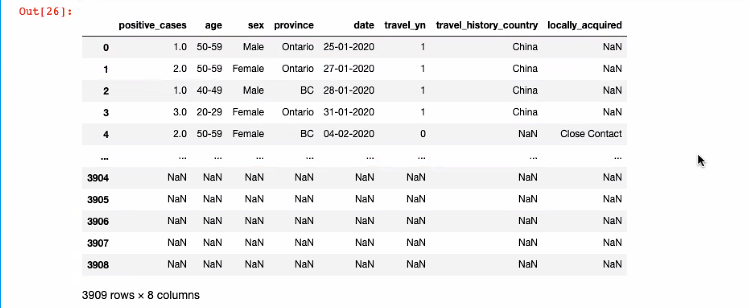 Out[26]:
positive_cases age sex province date travel_yn travel_history_country locally_acquired
0 1.0 50-59 Male Ontario 25-01-2020 1 China NaN
1 2.0 50-59 Female Ontario 27-01-2020 1 China NaN
2 1.0 40-49 Male BC 28-01-2020 1 China NaN
3 3.0 20-29 Female Ontario 31-01-2020 1 China NaN
4 2.0 50-59 Female BC 04-02-2020 0 NaN Close Contact
... ... ... ... ... ... ... ... ...
3904 NaN NaN NaN NaN NaN NaN NaN NaN
3905 NaN NaN NaN NaN NaN NaN NaN NaN
3906 NaN NaN NaN NaN NaN NaN NaN NaN
3907 NaN NaN NaN NaN NaN NaN NaN NaN
3908 NaN NaN NaN NaN NaN NaN NaN NaN
3909 rows × 8 columns